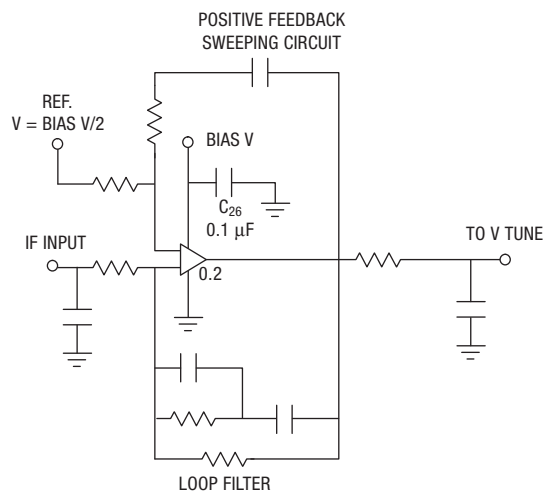 POSITIVE FEEDBACK
SWEEPING CIRCUIT
REF.
V = BIAS V/2
BIAS V
C26
0.1 µF
IF INPUT
0.2
TO V TUNE
LOOP FILTER